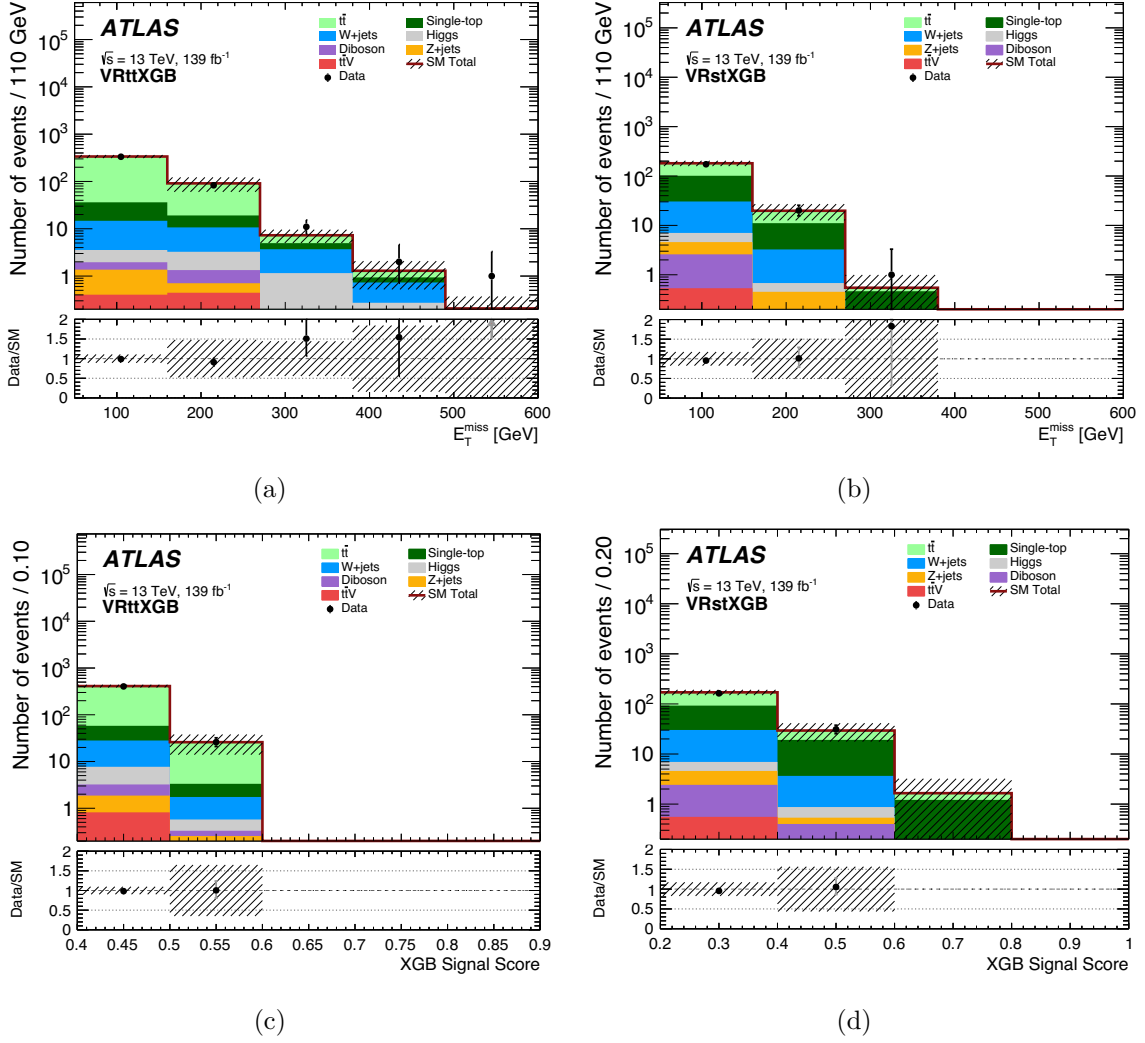 ATLAS
√s = 13 TeV, 139 fb⁻¹
VRttXGB
tt̄ Single-top
W+jets Higgs
Diboson Z+jets
tt̄V SM Total
Data
Number of events / 110 GeV
10⁵
10⁴
10³
10²
10
1
Data/SM
2
1.5
1
0.5
0
100 200 300 400 500 600
E_T^miss [GeV]
(a)
ATLAS
√s = 13 TeV, 139 fb⁻¹
VRstXGB
tt̄ Single-top
W+jets Higgs
Z+jets Diboson
tt̄V SM Total
Data
Number of events / 110 GeV
10⁵
10⁴
10³
10²
10
1
Data/SM
2
1.5
1
0.5
0
100 200 300 400 500 600
E_T^miss [GeV]
(b)
ATLAS
√s = 13 TeV, 139 fb⁻¹
VRttXGB
tt̄ Single-top
W+jets Higgs
Diboson Z+jets
tt̄V SM Total
Data
Number of events / 0.10
10⁵
10⁴
10³
10²
10
1
Data/SM
2
1.5
1
0.5
0
0.4 0.45 0.5 0.55 0.6 0.65 0.7 0.75 0.8 0.85 0.9
XGB Signal Score
(c)
ATLAS
√s = 13 TeV, 139 fb⁻¹
VRstXGB
tt̄ Single-top
W+jets Higgs
Z+jets Diboson
tt̄V SM Total
Data
Number of events / 0.20
10⁵
10⁴
10³
10²
10
1
Data/SM
2
1.5
1
0.5
0
0.2 0.3 0.4 0.5 0.6 0.7 0.8 0.9 1
XGB Signal Score
(d)